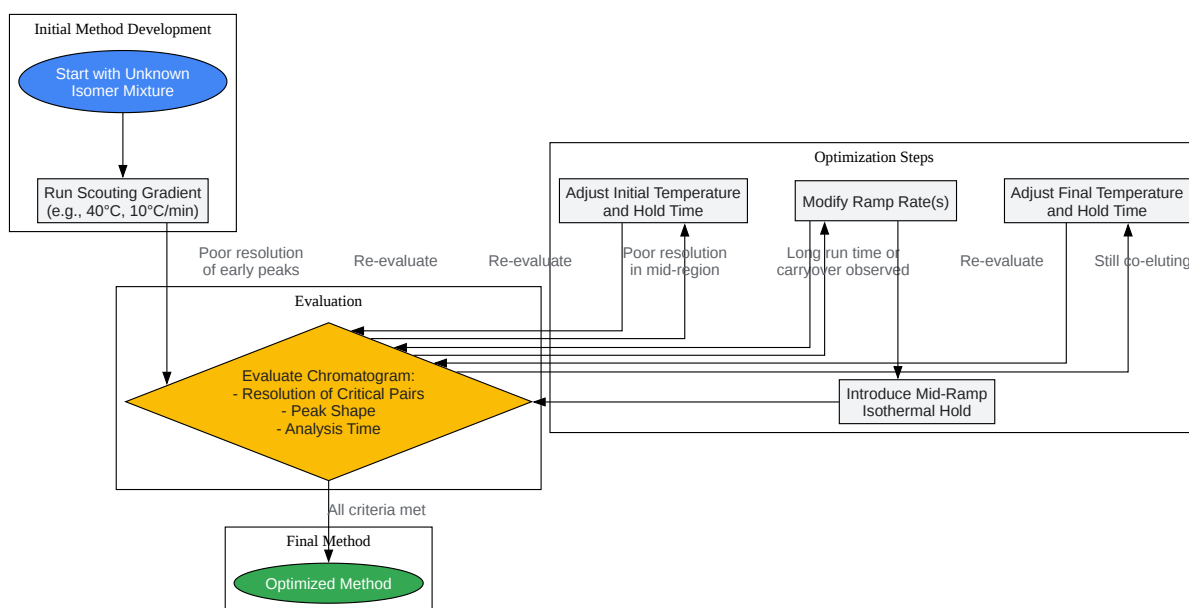 Initial Method Development
Start with Unknown
Isomer Mixture
Run Scouting Gradient
(e.g., 40°C, 10°C/min)
Optimization Steps
Adjust Initial Temperature
and Hold Time
Modify Ramp Rate(s)
Adjust Final Temperature
and Hold Time
Poor resolution
of early peaks
Re-evaluate
Re-evaluate
Poor resolution
in mid-region
Long run time or
carryover observed
Re-evaluate
Still co-eluting
Evaluation
Evaluate Chromatogram:
- Resolution of Critical Pairs
- Peak Shape
- Analysis Time
Introduce Mid-Ramp
Isothermal Hold
All criteria met
Final Method
Optimized Method